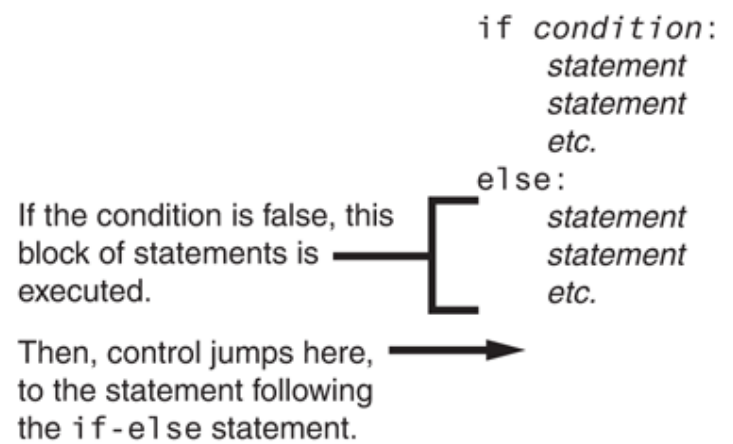 if condition:
statement
statement
etc.
else:
statement
statement
etc.
If the condition is false, this
block of statements is
executed.
Then, control jumps here,
to the statement following
the if-else statement.